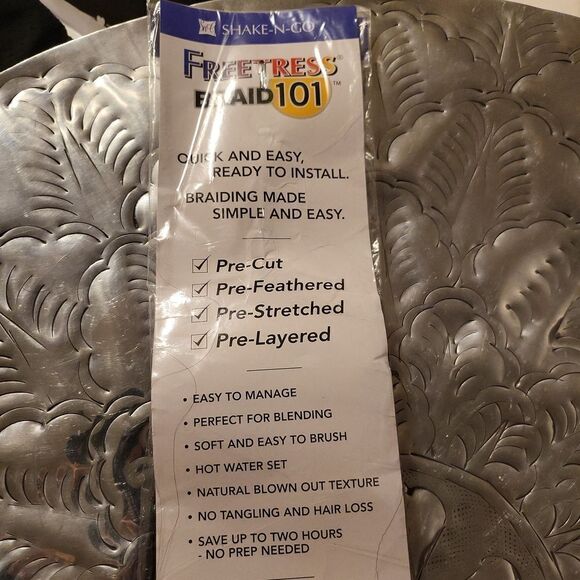 SHAKE-N-GO
FREETRESS®
BRAID 101™
QUICK AND EASY,
READY TO INSTALL.
BRAIDING MADE
SIMPLE AND EASY.
☑ Pre-Cut
☑ Pre-Feathered
☑ Pre-Stretched
☑ Pre-Layered
• EASY TO MANAGE
• PERFECT FOR BLENDING
• SOFT AND EASY TO BRUSH
• HOT WATER SET
• NATURAL BLOWN OUT TEXTURE
• NO TANGLING AND HAIR LOSS
• SAVE UP TO TWO HOURS
- NO PREP NEEDED